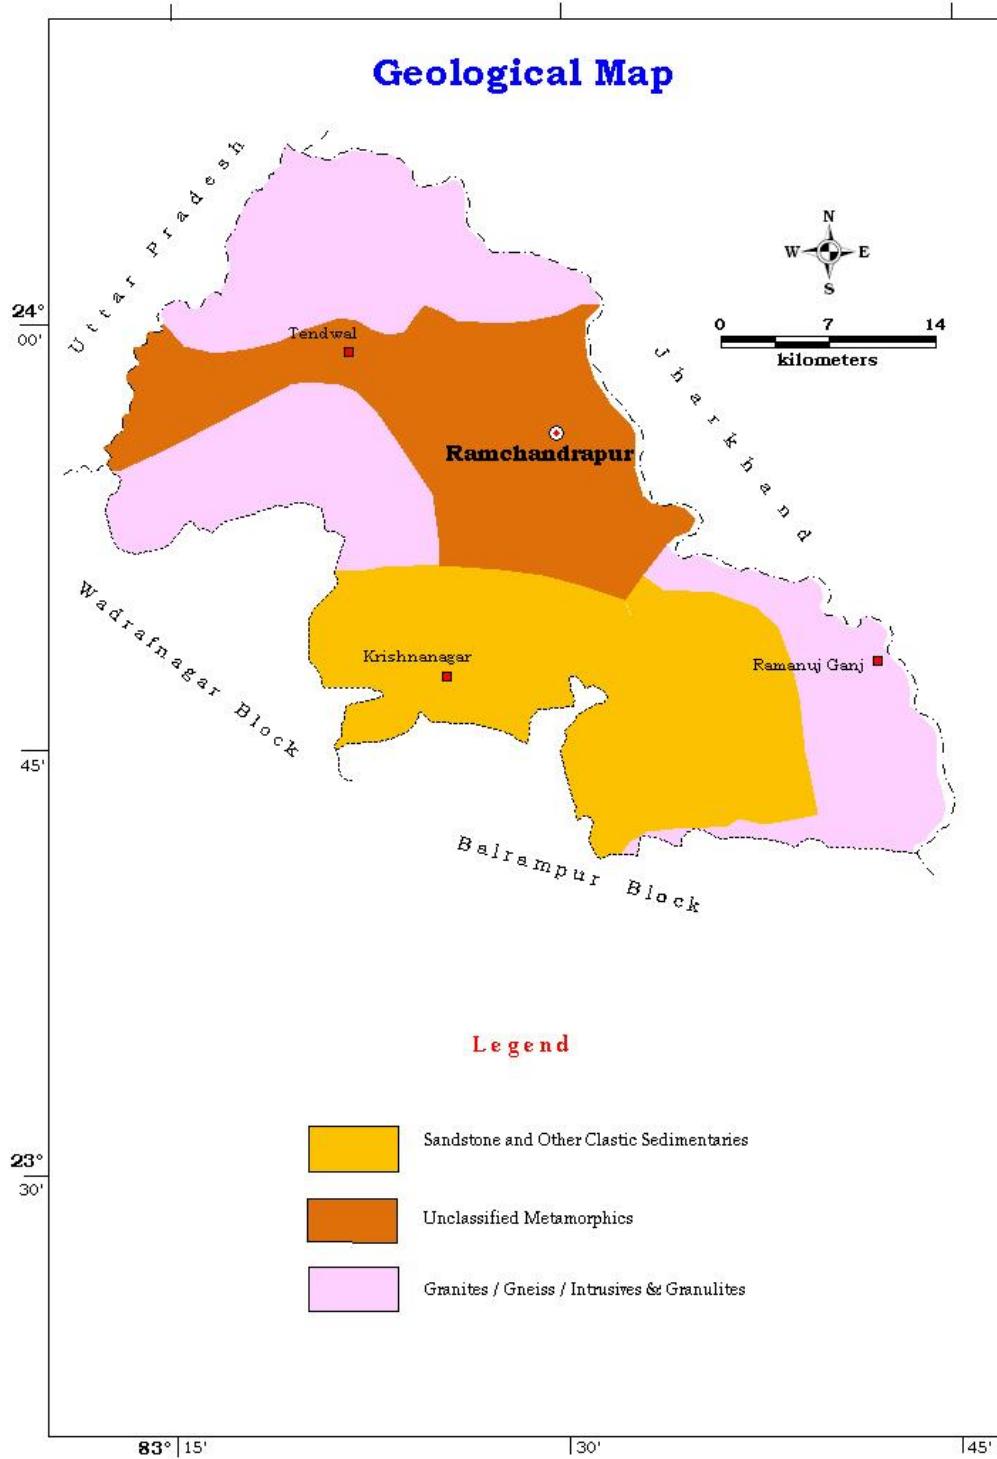 Geological Map
Uttar Pradesh
N
W E
S
24°
00'
0 7 14
kilometers
Tendwal
Jharkhand
Ramchandrapur
Wadrafnagar Block
Krishnanagar
Ramanuj Ganj
45'
Balrampur Block
Legend
Sandstone and Other Clastic Sedimentaries
23°
30'
Unclassified Metamorphics
Granites / Gneiss / Intrusives & Granulites
83° 15' 30' 45'